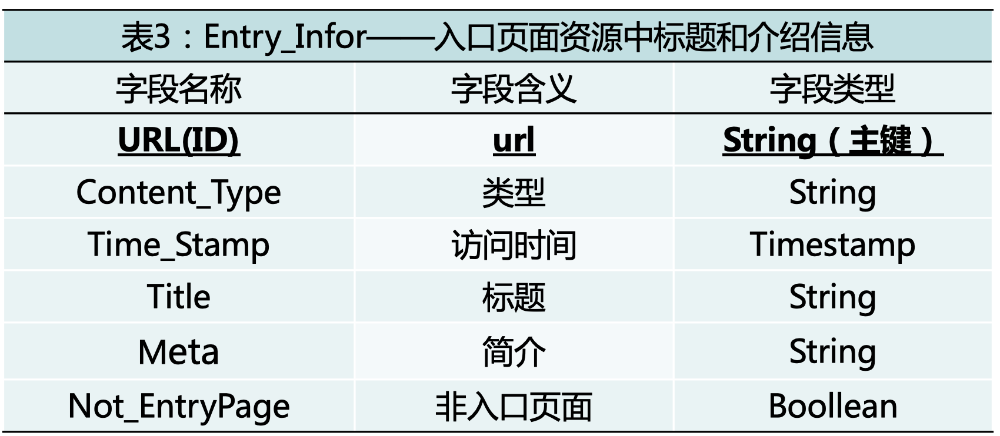 表3：Entry_Infor——入口页面资源中标题和介绍信息
字段名称 字段含义 字段类型
URL(ID) url String（主键）
Content_Type 类型 String
Time_Stamp 访问时间 Timestamp
Title 标题 String
Meta 简介 String
Not_EntryPage 非入口页面 Boollean